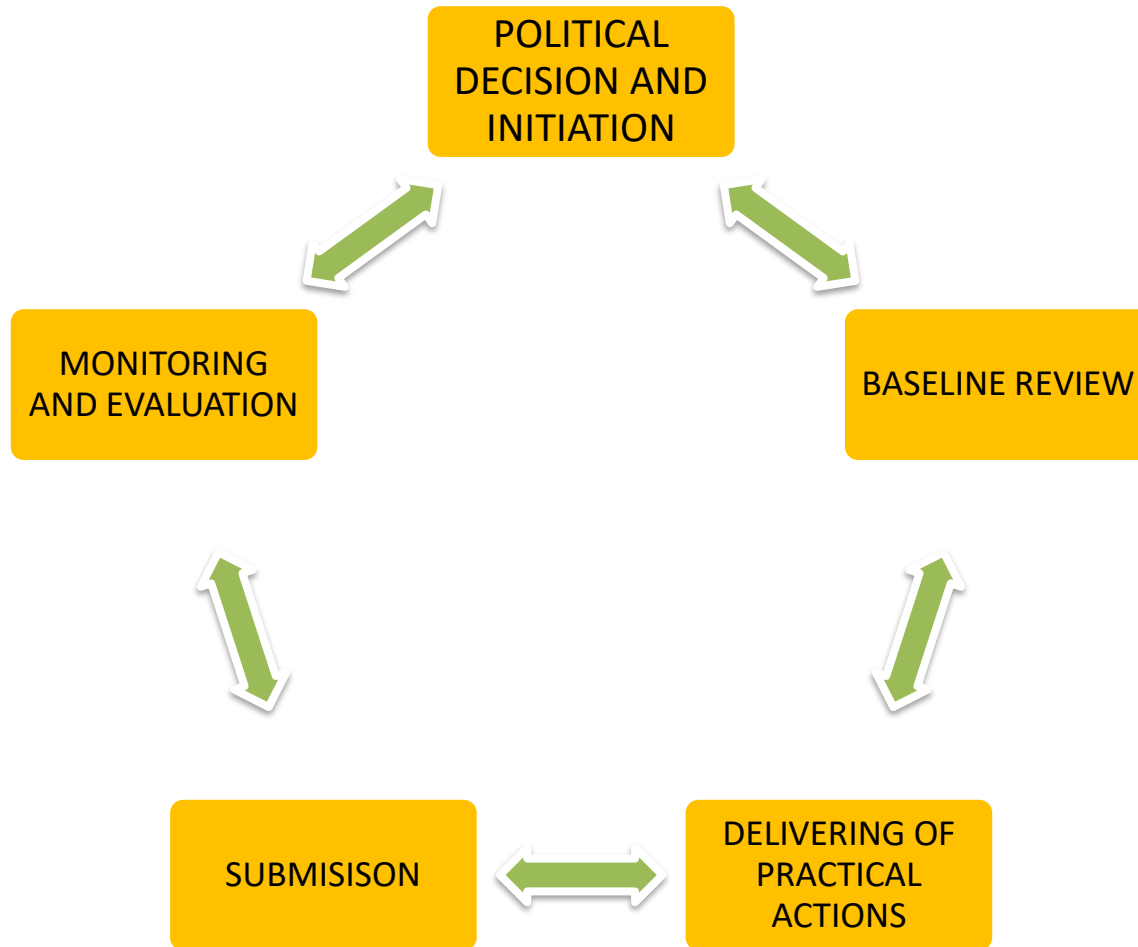 POLITICAL
DECISION AND
INITIATION
MONITORING
AND EVALUATION
BASELINE REVIEW
SUBMISISON
DELIVERING OF
PRACTICAL
ACTIONS